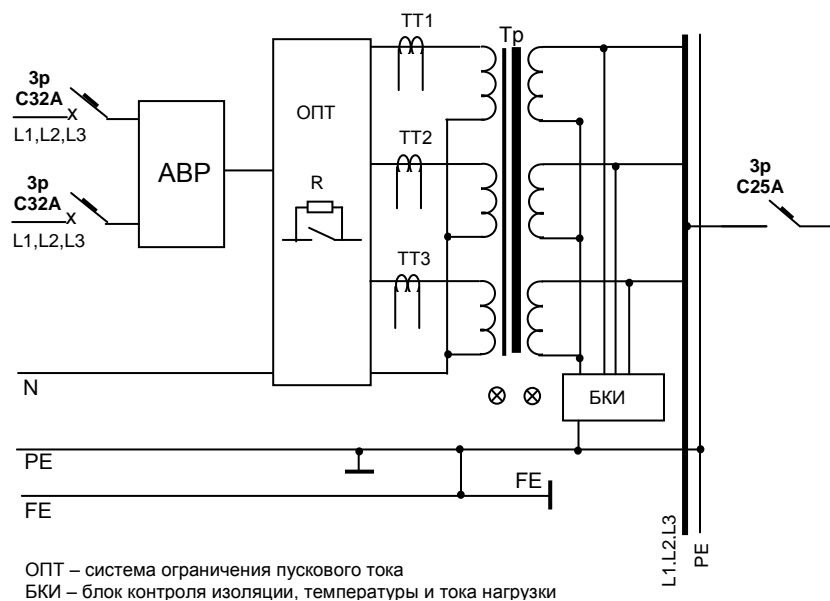 ТТ1
Тр
3р
С32А
х
L1,L2,L3
АВР
ОПТ
R
ТТ2
3р
С32А
х
L1,L2,L3
3р
С25А
ТТ3
N
БКИ
PE
FE
FE
L1.L2.L3
PE
ОПТ – система ограничения пускового тока
БКИ – блок контроля изоляции, температуры и тока нагрузки